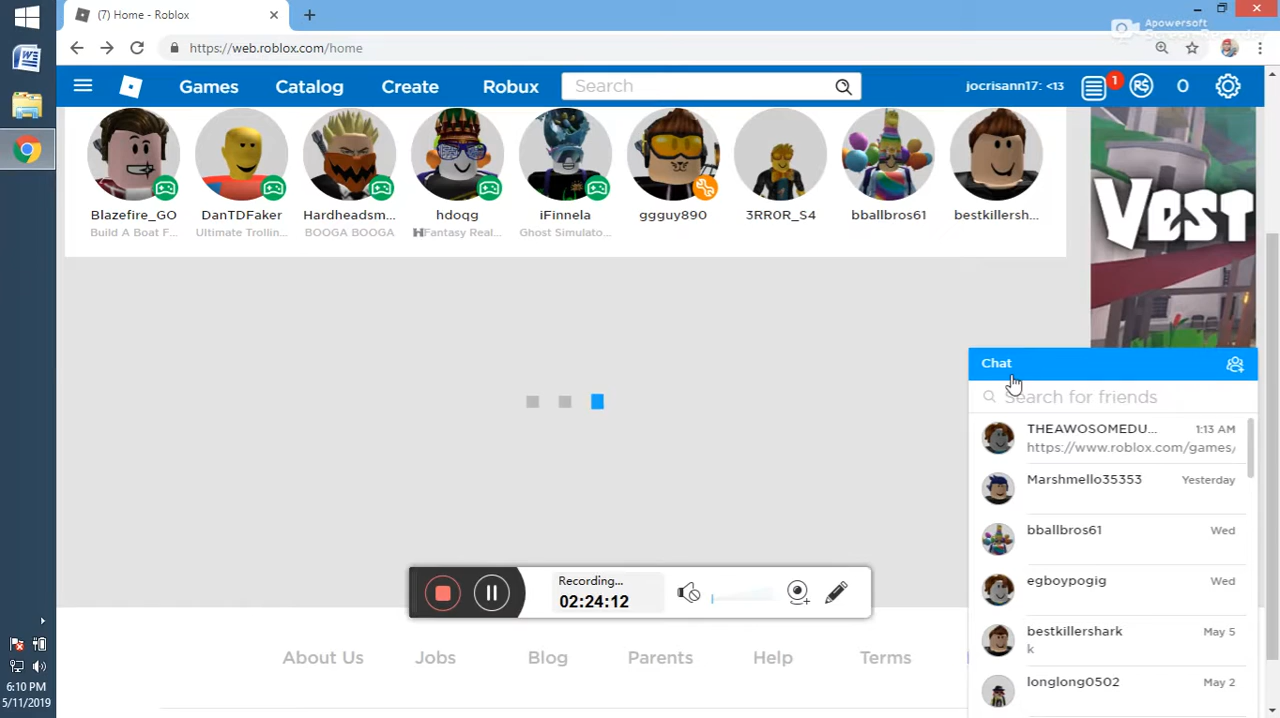 (7) Home - Roblox
Apowersoft
Screen Recorder
https://web.roblox.com/home
Games
Catalog
Create
Robux
Search
jocrisann17: <13
1
R$
0
Blazefire_GO
DanTDFaker
Hardheadsm...
hdoqg
iFinnela
ggguy890
3RR0R_S4
bballbros61
bestkillersh...
Build A Boat F...
Ultimate Trollin...
BOOGA BOOGA
Fantasy Real...
Ghost Simulato...
Vest
Chat
Search for friends
THEAWOSOMEDU...
1:13 AM
https://www.roblox.com/games/
Marshmello35353
Yesterday
bballbros61
Wed
egboypogig
Wed
bestkillershark
May 5
k
longlong0502
May 2
Recording...
02:24:12
About Us
Jobs
Blog
Parents
Help
Terms
6:10 PM
5/11/2019